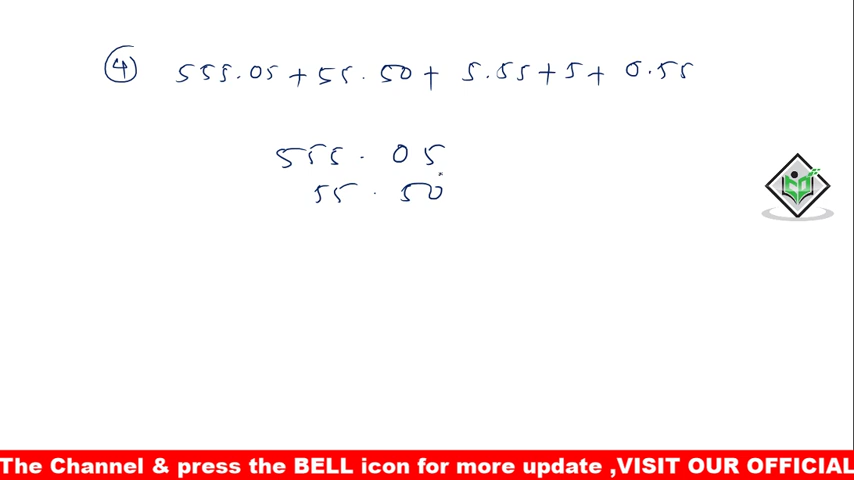 4 555.05 + 55.50 + 5.55 + 5 + 0.55
555.05
55.50
The Channel & press the BELL icon for more update ,VISIT OUR OFFICIAL